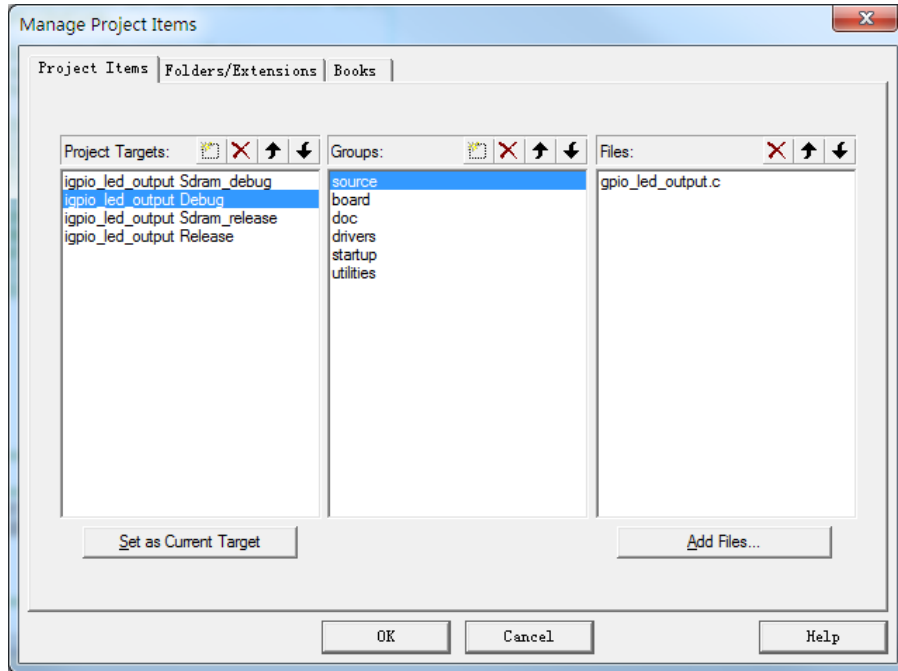 Manage Project Items
Project Items Folders/Extensions Books
Project Targets: Groups: Files:
igpio_led_output Sdram_debug source gpio_led_output.c
igpio_led_output Debug board
igpio_led_output Sdram_release doc
igpio_led_output Release drivers
startup
utilities
Set as Current Target Add Files...
OK Cancel Help